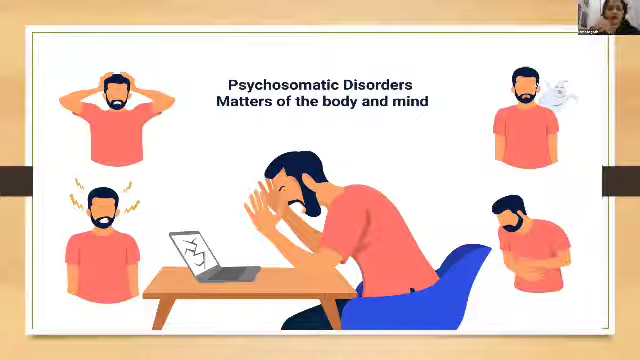 Psychosomatic Disorders
Matters of the body and mind